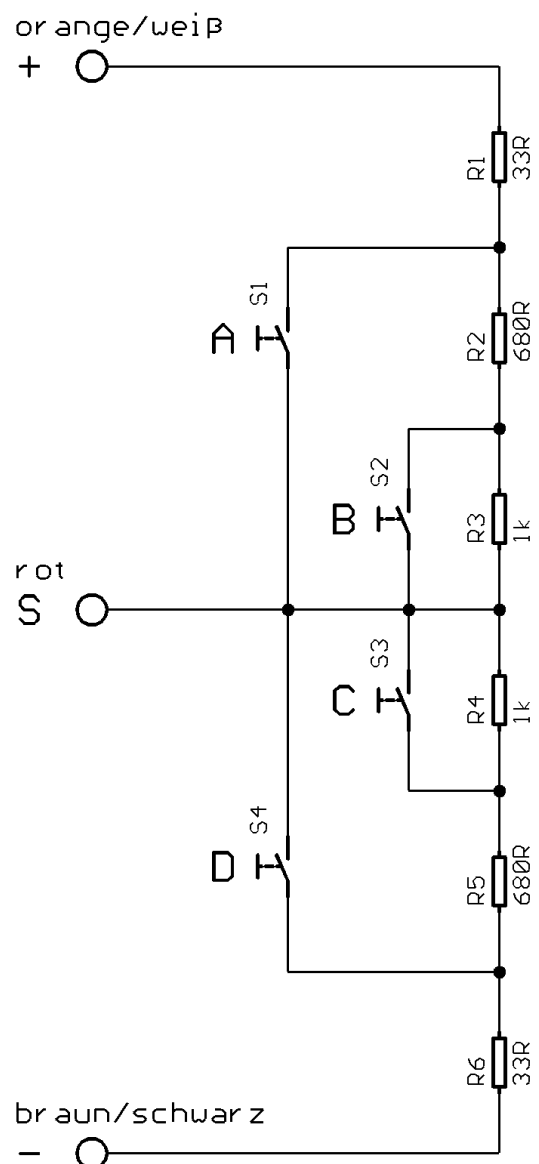 orange/weiß
+
R1 33R
S1
A
R2 680R
S2
B
R3 1k
rot
S
S3
C
R4 1k
S4
D
R5 680R
R6 33R
braun/schwarz
-